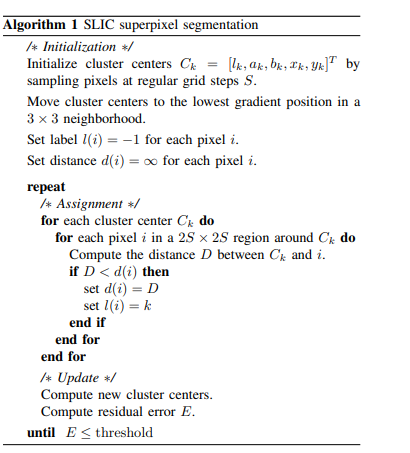 Algorithm 1 SLIC superpixel segmentation
/∗ Initialization ∗/
Initialize cluster centers C_k = [l_k, a_k, b_k, x_k, y_k]^T by
sampling pixels at regular grid steps S.
Move cluster centers to the lowest gradient position in a
3 × 3 neighborhood.
Set label l(i) = −1 for each pixel i.
Set distance d(i) = ∞ for each pixel i.
repeat
/∗ Assignment ∗/
for each cluster center C_k do
for each pixel i in a 2S × 2S region around C_k do
Compute the distance D between C_k and i.
if D < d(i) then
set d(i) = D
set l(i) = k
end if
end for
end for
/∗ Update ∗/
Compute new cluster centers.
Compute residual error E.
until E ≤ threshold